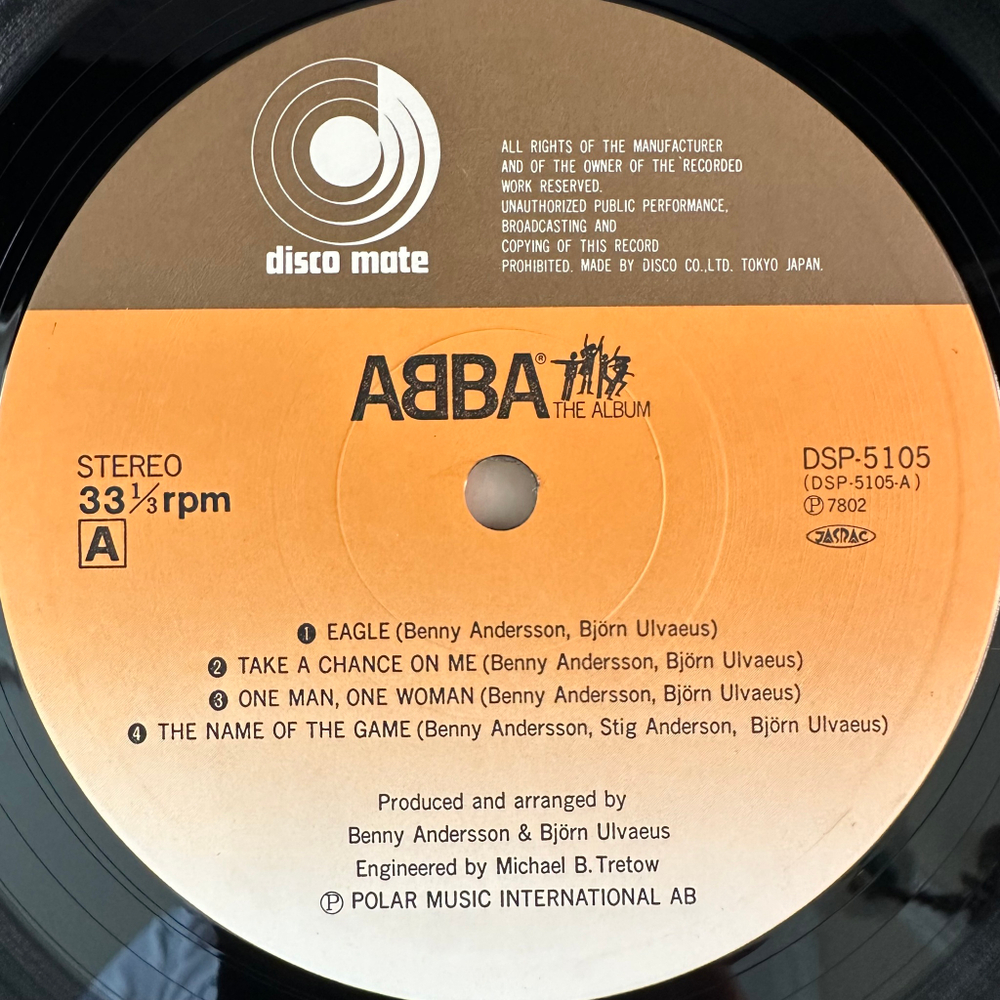 disco mate
ALL RIGHTS OF THE MANUFACTURER
AND OF THE OWNER OF THE RECORDED
WORK RESERVED.
UNAUTHORIZED PUBLIC PERFORMANCE,
BROADCASTING AND
COPYING OF THIS RECORD
PROHIBITED. MADE BY DISCO CO.,LTD. TOKYO JAPAN.
ABBA®
THE ALBUM
STEREO
33 1/3 rpm
A
DSP-5105
(DSP-5105-A)
Ⓟ 7802
JASRAC
❶ EAGLE (Benny Andersson, Björn Ulvaeus)
❷ TAKE A CHANCE ON ME (Benny Andersson, Björn Ulvaeus)
❸ ONE MAN, ONE WOMAN (Benny Andersson, Björn Ulvaeus)
❹ THE NAME OF THE GAME (Benny Andersson, Stig Anderson, Björn Ulvaeus)
Produced and arranged by
Benny Andersson & Björn Ulvaeus
Engineered by Michael B. Tretow
Ⓟ POLAR MUSIC INTERNATIONAL AB